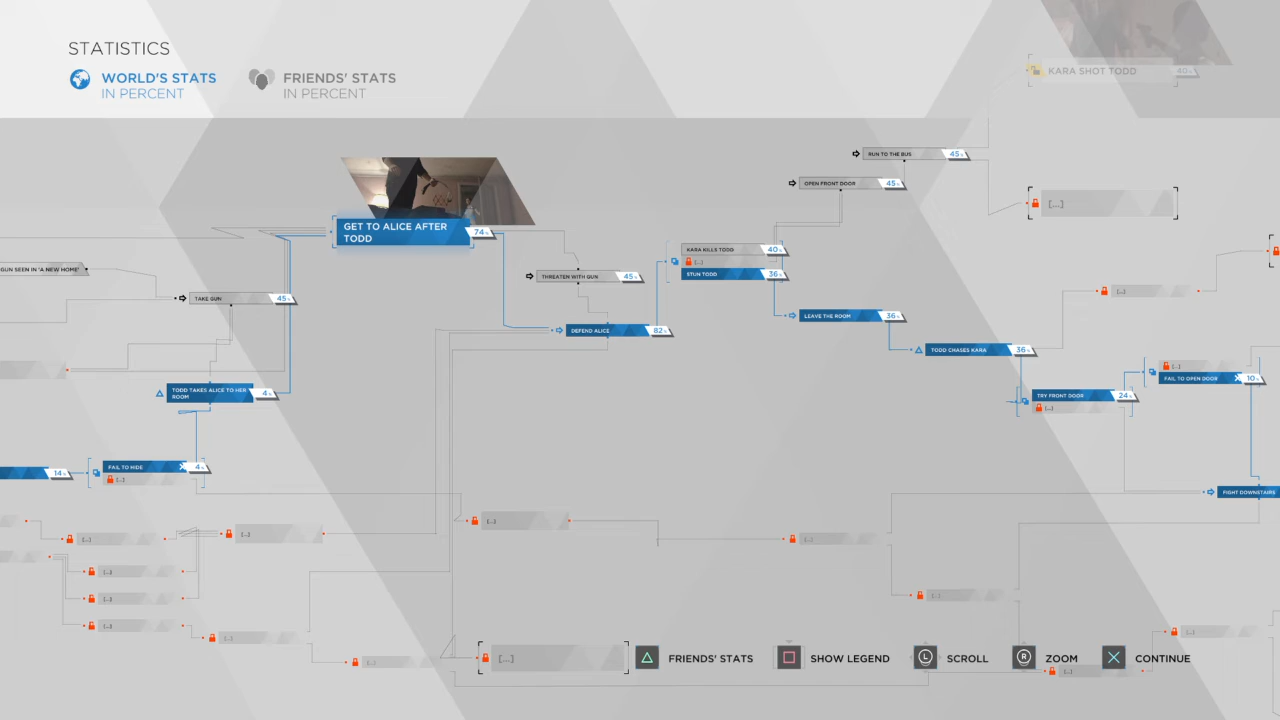 STATISTICS
WORLD'S STATS
IN PERCENT
FRIENDS' STATS
IN PERCENT
KARA SHOT TODD 40%
RUN TO THE BUS 45%
OPEN FRONT DOOR 45%
[...]
GET TO ALICE AFTER
TODD
74%
KARA KILLS TODD 40%
[...]
STUN TODD 36%
GUN SEEN IN 'A NEW HOME'
THREATEN WITH GUN 45%
TAKE GUN 45%
[...]
LEAVE THE ROOM 36%
DEFEND ALICE 82%
TODD CHASES KARA 36%
[...]
FAIL TO OPEN DOOR X 10%
TODD TAKES ALICE TO HER
ROOM
4%
TRY FRONT DOOR 24%
[...]
14%
FAIL TO HIDE X 4%
[...]
FIGHT DOWNSTAIRS
[...]
[...]
[...]
[...]
[...]
[...]
[...]
[...]
[...]
[...]
[...]
[...]
FRIENDS' STATS
SHOW LEGEND
L SCROLL
R ZOOM
CONTINUE
[...]